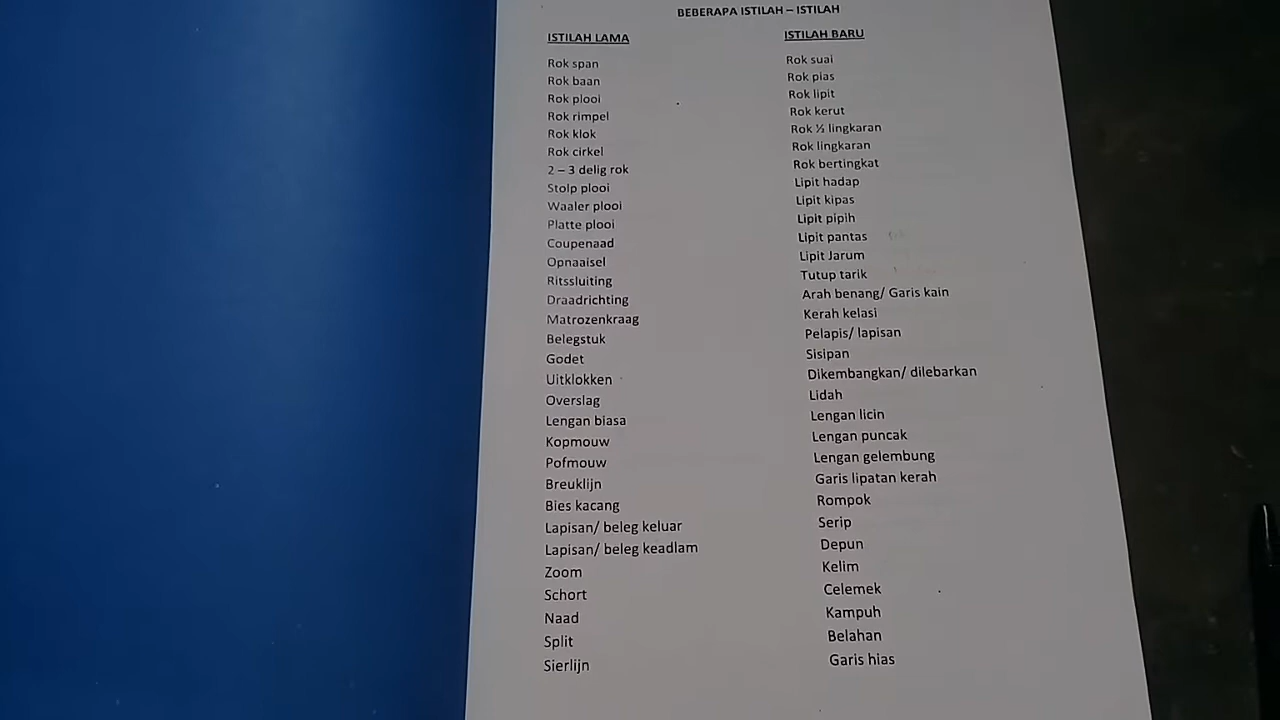 BEBERAPA ISTILAH – ISTILAH
ISTILAH LAMA ISTILAH BARU
Rok span Rok suai
Rok baan Rok pias
Rok plooi Rok lipit
Rok rimpel Rok kerut
Rok klok Rok ½ lingkaran
Rok cirkel Rok lingkaran
2 – 3 delig rok Rok bertingkat
Stolp plooi Lipit hadap
Waaler plooi Lipit kipas
Platte plooi Lipit pipih
Coupenaad Lipit pantas
Opnaaisel Lipit Jarum
Ritssluiting Tutup tarik
Draadrichting Arah benang/ Garis kain
Matrozenkraag Kerah kelasi
Belegstuk Pelapis/ lapisan
Godet Sisipan
Uitklokken Dikembangkan/ dilebarkan
Overslag Lidah
Lengan biasa Lengan licin
Kopmouw Lengan puncak
Pofmouw Lengan gelembung
Breuklijn Garis lipatan kerah
Bies kacang Rompok
Lapisan/ beleg keluar Serip
Lapisan/ beleg keadlam Depun
Zoom Kelim
Schort Celemek
Naad Kampuh
Split Belahan
Sierlijn Garis hias